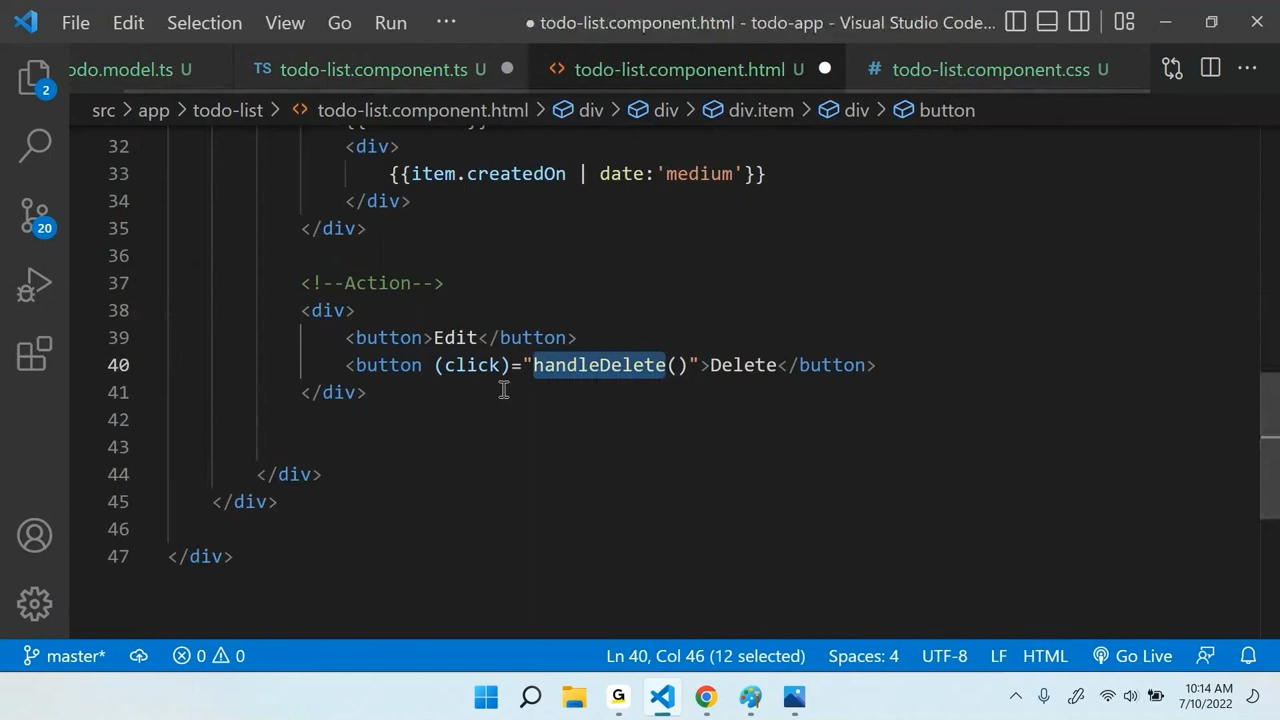 File Edit Selection View Go Run ··· ● todo-list.component.html - todo-app - Visual Studio Code...
odo.model.ts U TS todo-list.component.ts U ● <> todo-list.component.html U ● # todo-list.component.css U ···
src > app > todo-list > <> todo-list.component.html > div > div > div.item > div > button
32 <div>
33 {{item.createdOn | date:'medium'}}
34 </div>
35 </div>
36
37 <!--Action-->
38 <div>
39 <button>Edit</button>
40 <button (click)="handleDelete()">Delete</button>
41 </div>
42
43
44 </div>
45 </div>
46
47 </div>
2
20
master* 0 0 Ln 40, Col 46 (12 selected) Spaces: 4 UTF-8 LF HTML Go Live
G
10:14 AM
7/10/2022